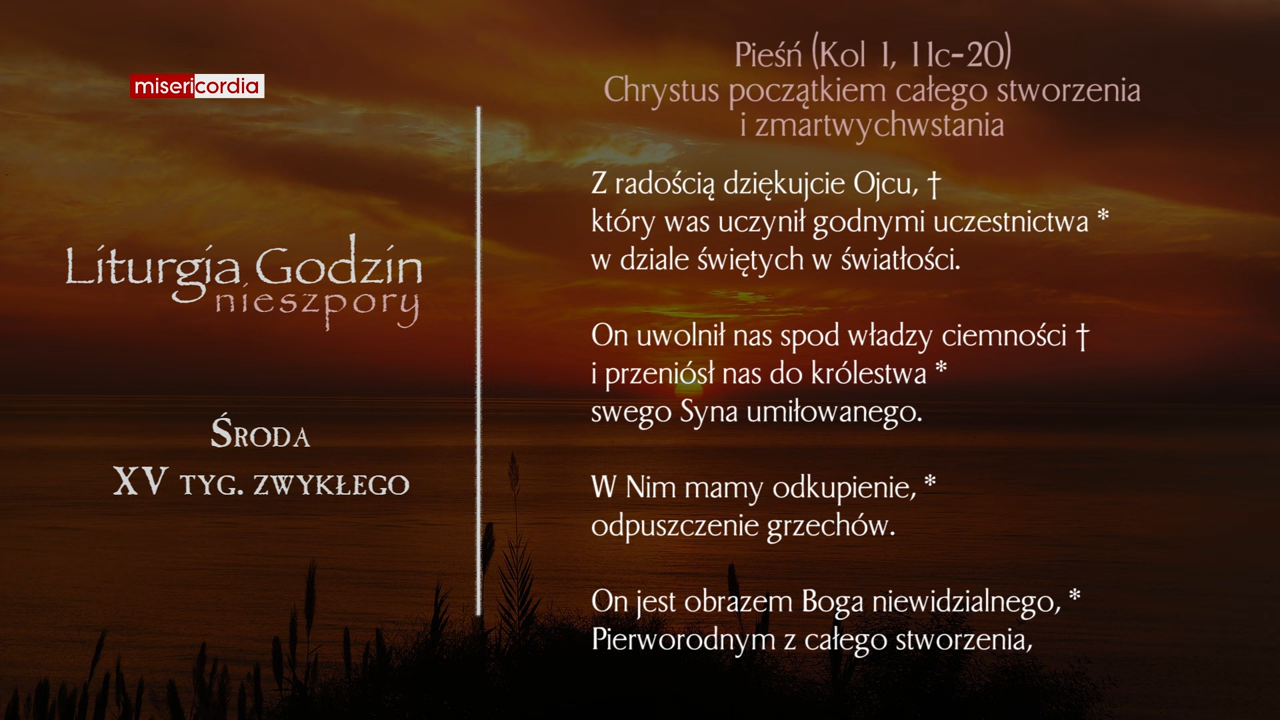 misericordia
Liturgia Godzin
nieszpory
Środa
XV tyg. zwykłego
Pieśń (Kol 1, 11c-20)
Chrystus początkiem całego stworzenia
i zmartwychwstania
Z radością dziękujcie Ojcu, †
który was uczynił godnymi uczestnictwa *
w dziale świętych w światłości.
On uwolnił nas spod władzy ciemności †
i przeniósł nas do królestwa *
swego Syna umiłowanego.
W Nim mamy odkupienie, *
odpuszczenie grzechów.
On jest obrazem Boga niewidzialnego, *
Pierworodnym z całego stworzenia,